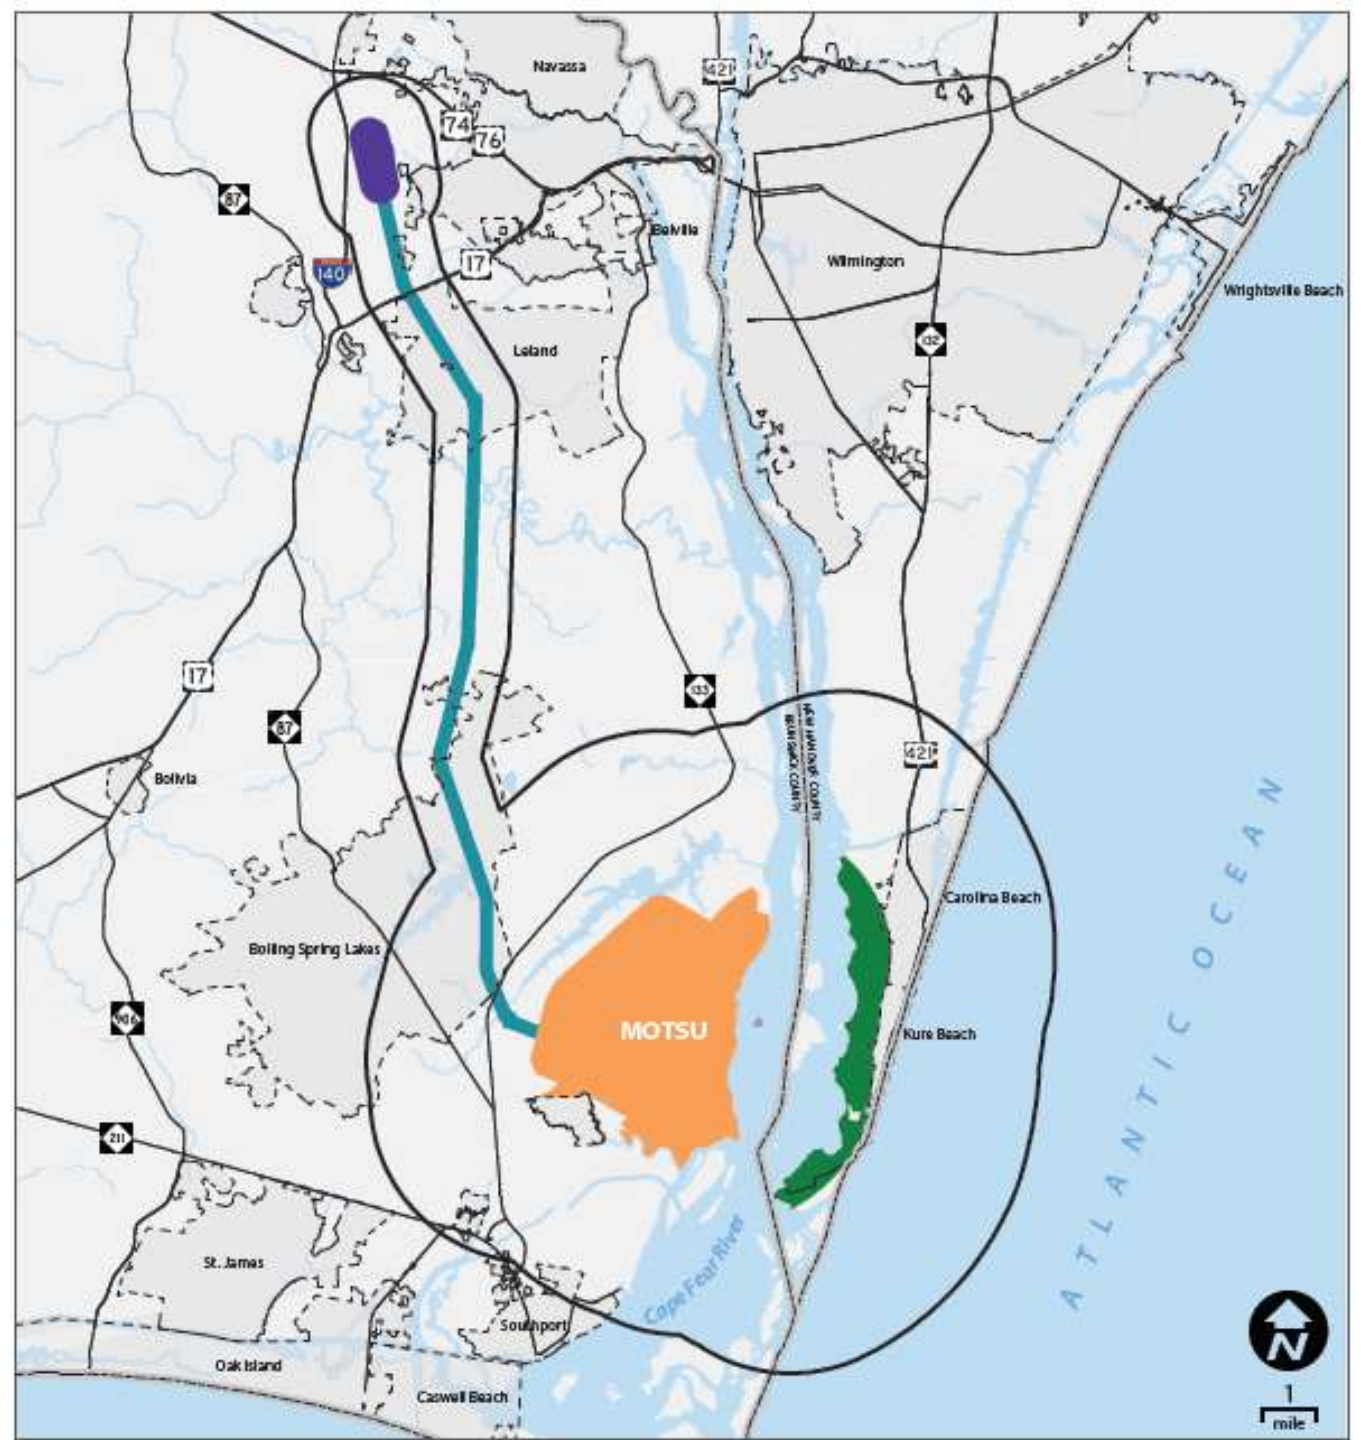 Navassa
421
74
76
87
Belville
17
140
Wilmington
Wrightsville Beach
132
Leland
17
133
87
NEW HANOVER COUNTY
BRUNSWICK COUNTY
421
Bolivia
Carolina Beach
Boiling Spring Lakes
906
MOTSU
Kure Beach
ATLANTIC OCEAN
211
St. James
Cape Fear River
Southport
Oak Island
Caswell Beach
N
1
mile